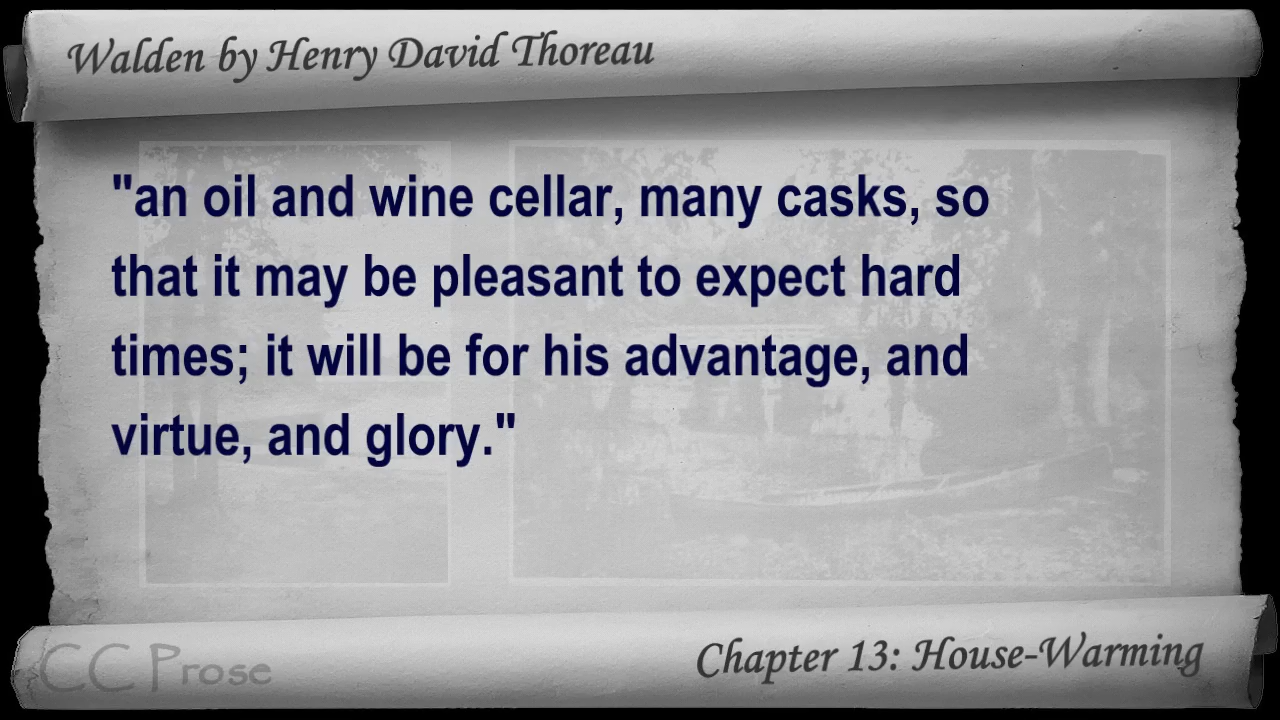 Walden by Henry David Thoreau
"an oil and wine cellar, many casks, so
that it may be pleasant to expect hard
times; it will be for his advantage, and
virtue, and glory."
CC Prose
Chapter 13: House-Warming